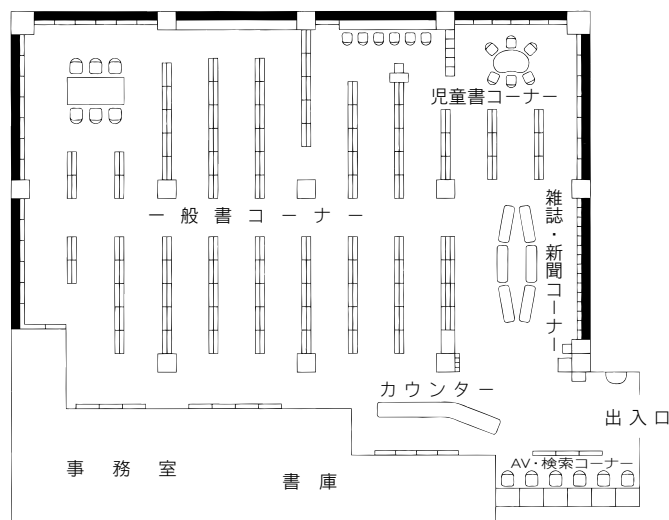 児童書コーナー
一般書コーナー
雑誌・新聞コーナー
カウンター
出入口
AV・検索コーナー
事務室
書庫